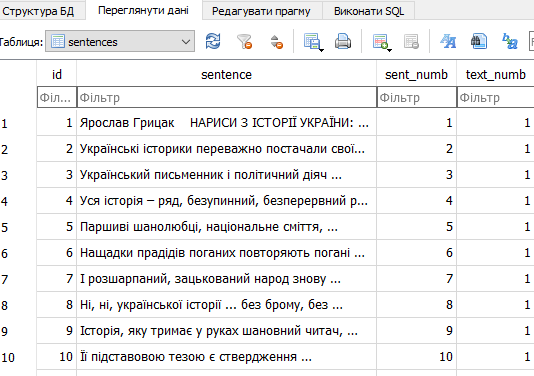 Структура БД Переглянути дані Редагувати прагму Виконати SQL
Таблиця: sentences
id sentence sent_numb text_numb
Філ... Фільтр Фільтр Фільтр
1 1 Ярослав Грицак НАРИСИ З ІСТОРІЇ УКРАЇНИ: ... 1 1
2 2 Українські історики переважно постачали свої... 2 1
3 3 Український письменник і політичний діяч ... 3 1
4 4 Уся історія – ряд, безупинний, безперервний р... 4 1
5 5 Паршиві шанолюбці, національне сміття, ... 5 1
6 6 Нащадки прадідів поганих повторяють погані ... 6 1
7 7 І розшарпаний, зацькований народ знову ... 7 1
8 8 Ні, ні, української історії ... без брому, без ... 8 1
9 9 Історія, яку тримає у руках шановний читач, ... 9 1
10 10 Її підставовою тезою є ствердження ... 10 1